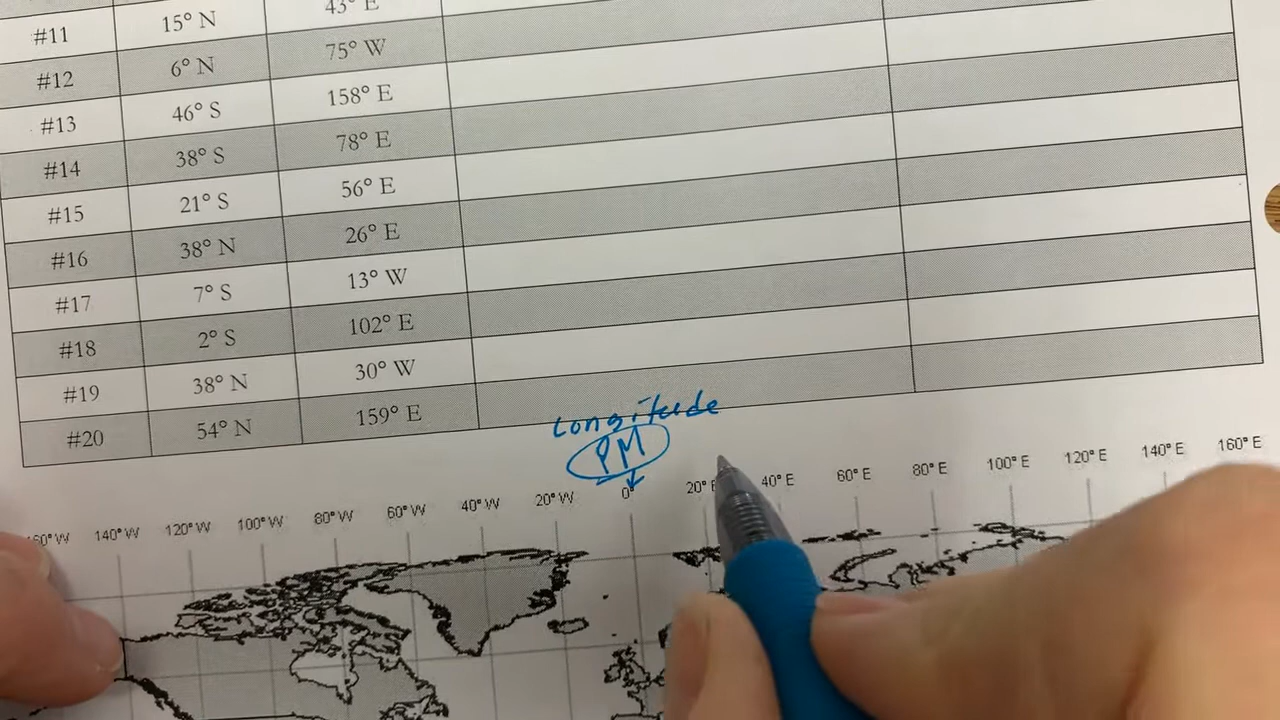 #11 15° N 43° E
#12 6° N 75° W
#13 46° S 158° E
#14 38° S 78° E
#15 21° S 56° E
#16 38° N 26° E
#17 7° S 13° W
#18 2° S 102° E
#19 38° N 30° W
#20 54° N 159° E
Longitude
PM
140° W 120° W 100° W 80° W 60° W 40° W 20° W 0° 20° E 40° E 60° E 80° E 100° E 120° E 140° E 160° E